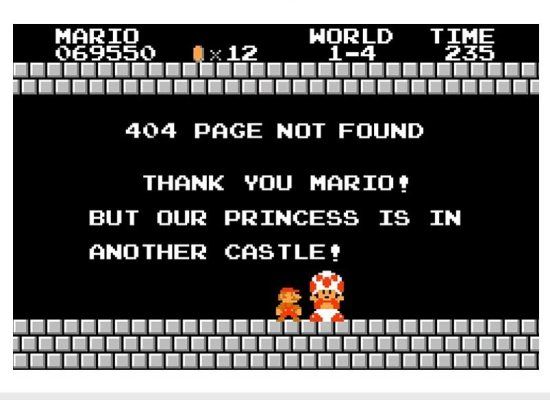 MARIO WORLD TIME
069550 ×12 1-4 235
404 PAGE NOT FOUND
THANK YOU MARIO!
BUT OUR PRINCESS IS IN
ANOTHER CASTLE!